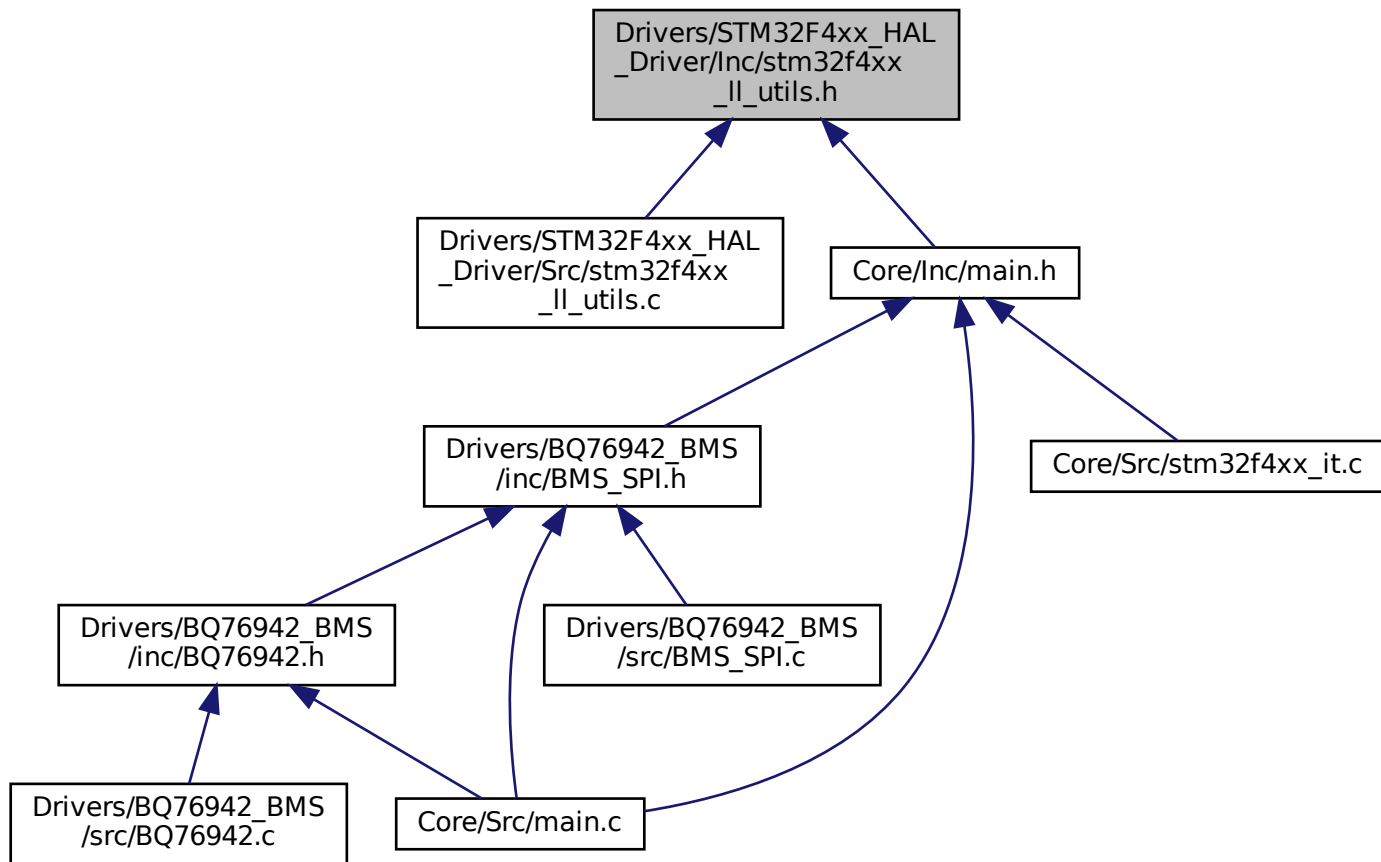 Drivers/STM32F4xx_HAL
_Driver/Inc/stm32f4xx
_ll_utils.h
Drivers/STM32F4xx_HAL
_Driver/Src/stm32f4xx
_ll_utils.c
Core/Inc/main.h
Drivers/BQ76942_BMS
/inc/BMS_SPI.h
Core/Src/stm32f4xx_it.c
Drivers/BQ76942_BMS
/inc/BQ76942.h
Drivers/BQ76942_BMS
/src/BMS_SPI.c
Drivers/BQ76942_BMS
/src/BQ76942.c
Core/Src/main.c